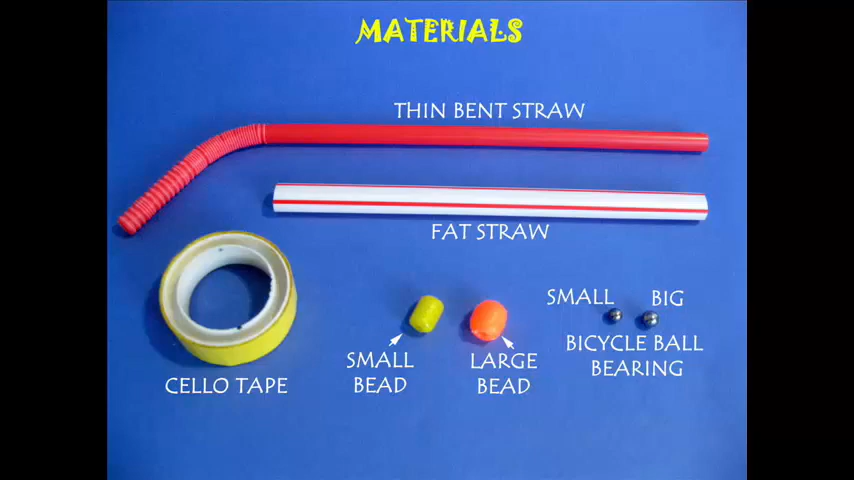 MATERIALS
THIN BENT STRAW
FAT STRAW
SMALL BIG
BICYCLE BALL
BEARING
SMALL
BEAD
LARGE
BEAD
CELLO TAPE